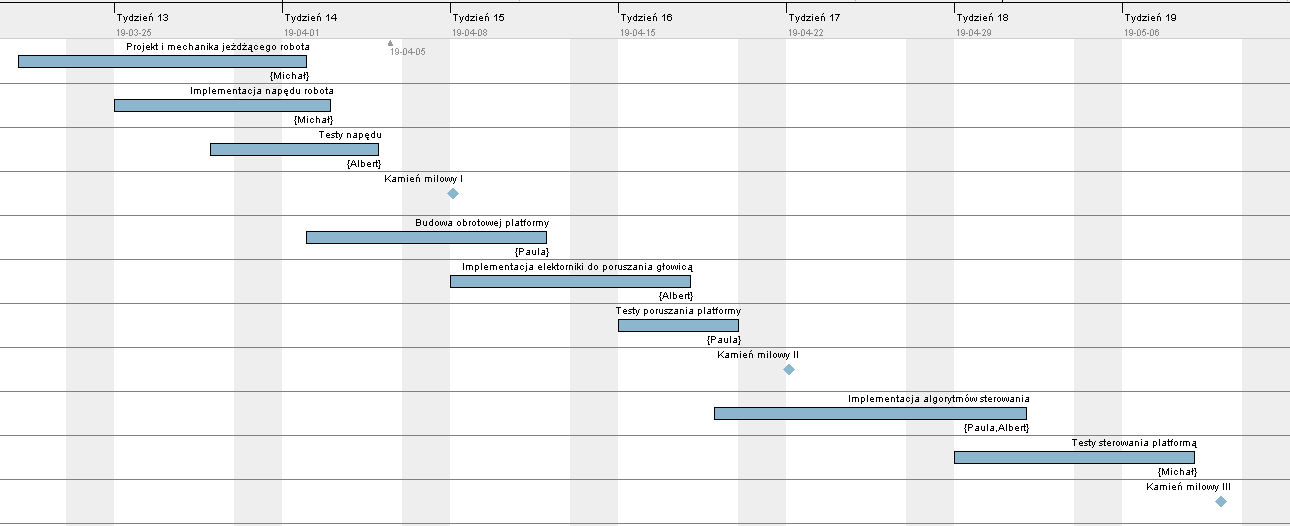 Tydzień 13 Tydzień 14 Tydzień 15 Tydzień 16 Tydzień 17 Tydzień 18 Tydzień 19
19-03-25 19-04-01 19-04-08 19-04-15 19-04-22 19-04-29 19-05-06
19-04-05
Projekt i mechanika jeżdżącego robota
{Michał}
Implementacja napędu robota
{Michał}
Testy napędu
{Albert}
Kamień milowy I
Budowa obrotowej platformy
{Paula}
Implementacja elektorniki do poruszania głowicą
{Albert}
Testy poruszania platformy
{Paula}
Kamień milowy II
Implementacja algorytmów sterowania
{Paula,Albert}
Testy sterowania platformą
{Michał}
Kamień milowy III